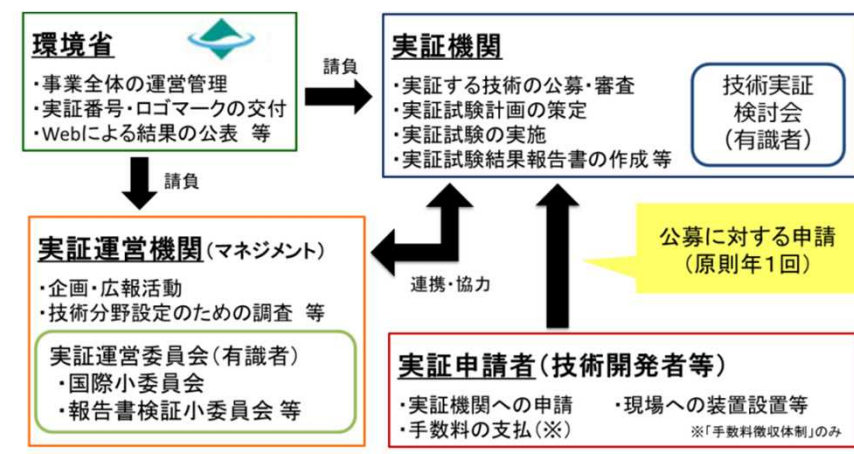 環境省
・事業全体の運営管理
・実証番号・ロゴマークの交付
・Webによる結果の公表 等
請負
実証機関
・実証する技術の公募・審査
・実証試験計画の策定
・実証試験の実施
・実証試験結果報告書の作成 等
技術実証
検討会
(有識者)
請負
実証運営機関(マネジメント)
・企画・広報活動
・技術分野設定のための調査 等
実証運営委員会(有識者)
・国際小委員会
・報告書検証小委員会 等
連携・協力
公募に対する申請
(原則年1回)
実証申請者(技術開発者等)
・実証機関への申請 ・現場への装置設置等
・手数料の支払(※) ※「手数料徴収体制」のみ